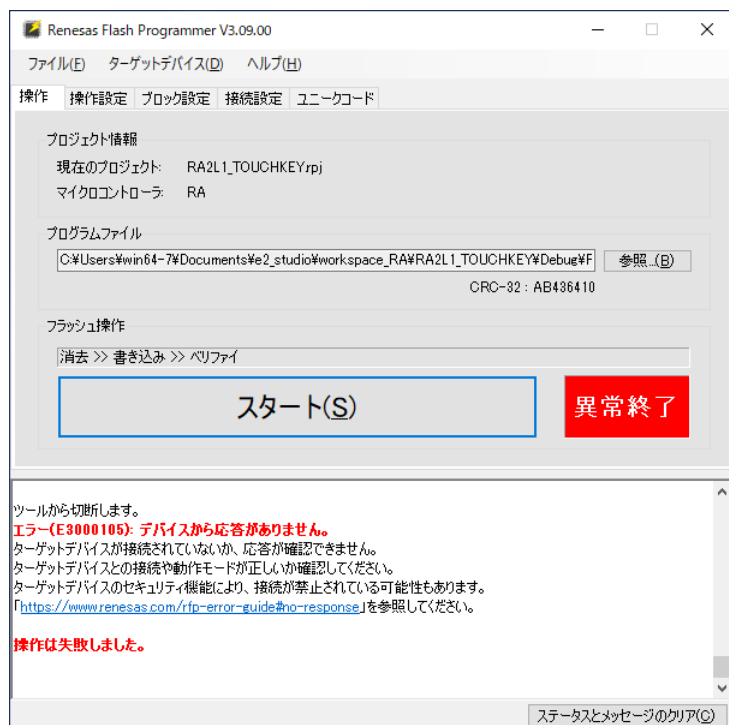 Renesas Flash Programmer V3.09.00
ファイル(F) ターゲットデバイス(D) ヘルプ(H)
操作 操作設定 ブロック設定 接続設定 ユニークコード
プロジェクト情報
現在のプロジェクト: RA2L1_TOUCHKEY.rpj
マイクロコントローラ: RA
プログラムファイル
C:¥Users¥win64-7¥Documents¥e2_studio¥workspace_RA¥RA2L1_TOUCHKEY¥Debug¥F 参照...(B)
CRC-32 : AB436410
フラッシュ操作
消去 >> 書き込み >> ベリファイ
スタート(S) 異常終了
ツールから切断します。
エラー(E3000105): デバイスから応答がありません。
ターゲットデバイスが接続されていないか、応答が確認できません。
ターゲットデバイスとの接続や動作モードが正しいか確認してください。
ターゲットデバイスのセキュリティ機能により、接続が禁止されている可能性もあります。
「https://www.renesas.com/rfp-error-guide#no-response」を参照してください。
操作は失敗しました。
ステータスとメッセージのクリア(C)